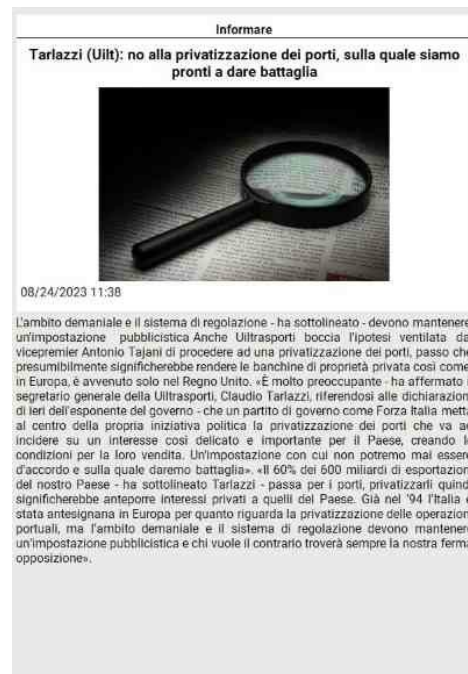 Informare
Tarlazzi (Uilt): no alla privatizzazione dei porti, sulla quale siamo
pronti a dare battaglia
08/24/2023 11:38
L'ambito demaniale e il sistema di regolazione - ha sottolineato - devono mantenere
un'impostazione pubblicistica Anche Uiltrasporti boccia l'ipotesi ventilata da
vicepremier Antonio Tajani di procedere ad una privatizzazione dei porti, passo che
presumibilmente significherebbe rendere le banchine di proprietà privata così come,
in Europa, è avvenuto solo nel Regno Unito. «È molto preoccupante - ha affermato i
segretario generale della Uiltrasporti, Claudio Tarlazzi, riferendosi alle dichiarazion
di ieri dell'esponente del governo - che un partito di governo come Forza Italia metta
al centro della propria iniziativa politica la privatizzazione dei porti che va ad
incidere su un interesse così delicato e importante per il Paese, creando le
condizioni per la loro vendita. Un'impostazione con cui non potremo mai essere
d'accordo e sulla quale daremo battaglia». «Il 60% dei 600 miliardi di esportazion
del nostro Paese - ha sottolineato Tarlazzi - passa per i porti, privatizzarli quind
significherebbe anteporre interessi privati a quelli del Paese. Già nel '94 l'Italia è
stata antesignana in Europa per quanto riguarda la privatizzazione delle operazion
portuali, ma l'ambito demaniale e il sistema di regolazione devono mantenere
un'impostazione pubblicistica e chi vuole il contrario troverà sempre la nostra ferma
opposizione».